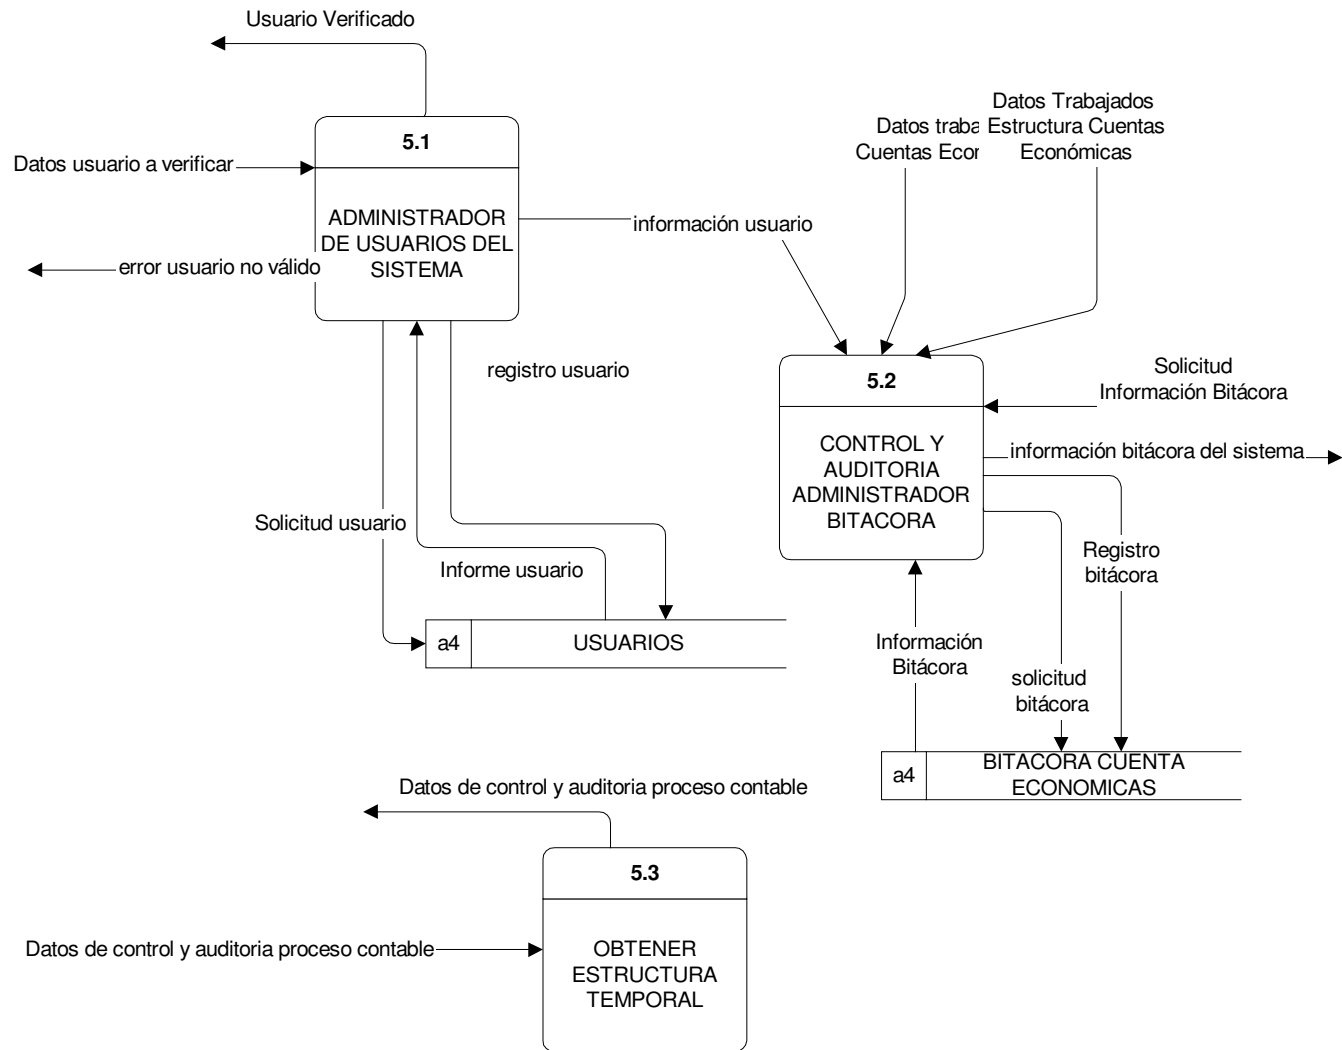 Usuario Verificado
5.1
Datos usuario a verificar
ADMINISTRADOR
DE USUARIOS DEL
SISTEMA
error usuario no válido
información usuario
Datos
Cuentas
Datos Trabajados
Estructura Cuentas
Económicas
registro usuario
5.2
Solicitud
Información Bitácora
CONTROL Y
AUDITORIA
ADMINISTRADOR
BITACORA
información bitácora del sistema
Solicitud usuario
Informe usuario
Registro
bitácora
a4
USUARIOS
Información
Bitácora
solicitud
bitácora
a4
BITACORA CUENTA
ECONOMICAS
Datos de control y auditoria proceso contable
5.3
Datos de control y auditoria proceso contable
OBTENER
ESTRUCTURA
TEMPORAL